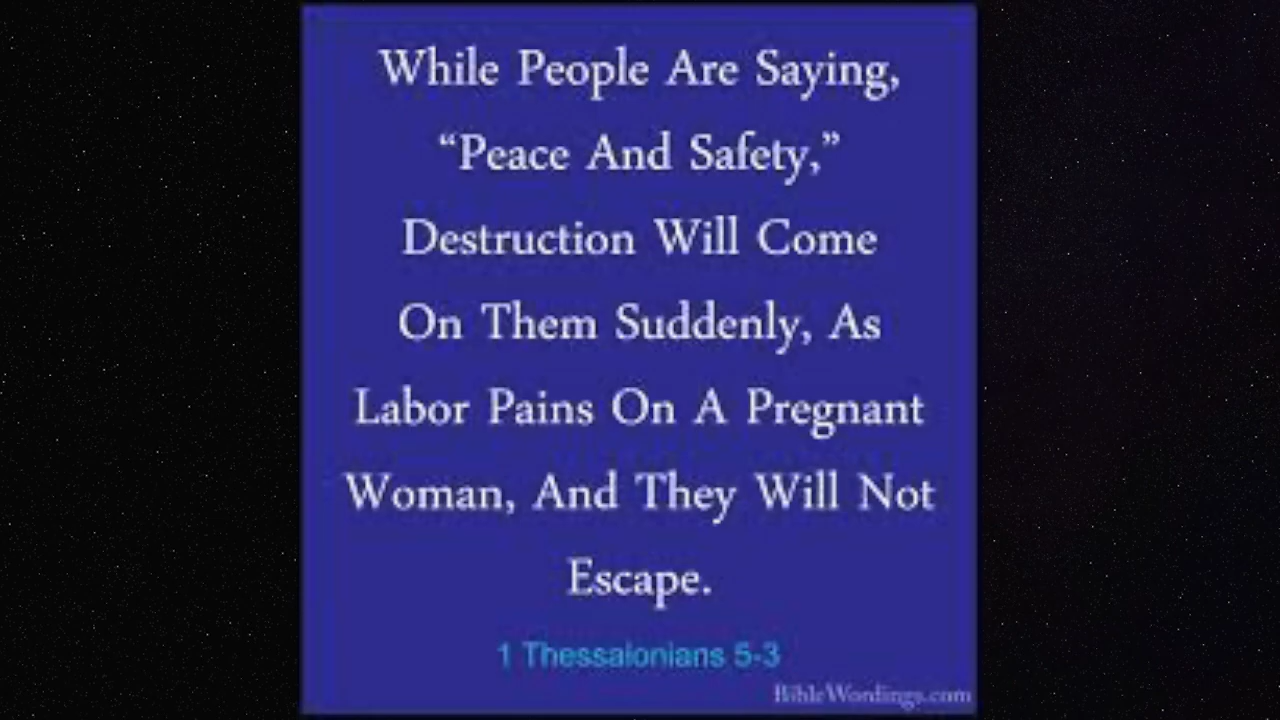 While People Are Saying,
“Peace And Safety,”
Destruction Will Come
On Them Suddenly, As
Labor Pains On A Pregnant
Woman, And They Will Not
Escape.
1 Thessalonians 5-3
BibleWordings.com